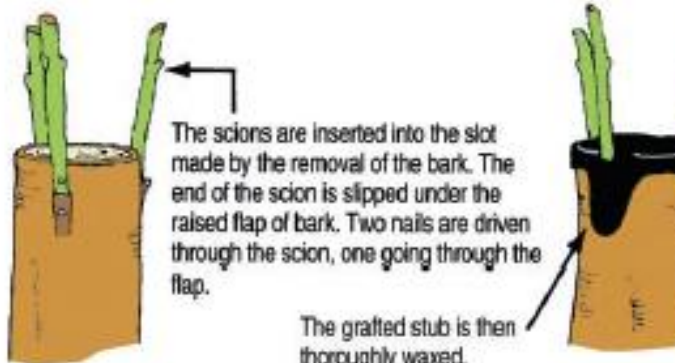 The scions are inserted into the slot
made by the removal of the bark. The
end of the scion is slipped under the
raised flap of bark. Two nails are driven
through the scion, one going through the
flap.
The grafted stub is then
thoroughly waxed.